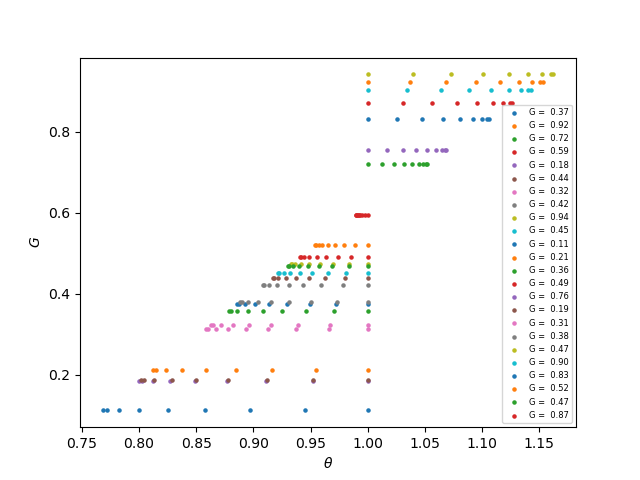 0.8
0.6
0.4
0.2
G
0.75 0.80 0.85 0.90 0.95 1.00 1.05 1.10 1.15
θ
G = 0.37
G = 0.92
G = 0.72
G = 0.59
G = 0.18
G = 0.44
G = 0.32
G = 0.42
G = 0.94
G = 0.45
G = 0.11
G = 0.21
G = 0.36
G = 0.49
G = 0.76
G = 0.19
G = 0.31
G = 0.38
G = 0.47
G = 0.90
G = 0.83
G = 0.52
G = 0.47
G = 0.87